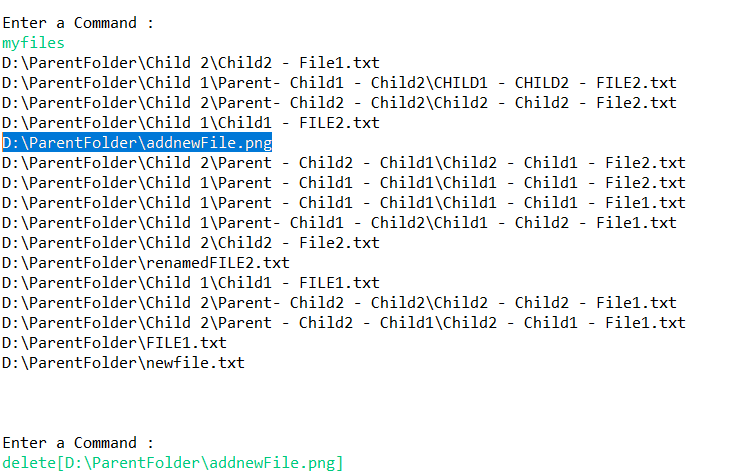 Enter a Command :
myfiles
D:\ParentFolder\Child 2\Child2 - File1.txt
D:\ParentFolder\Child 1\Parent- Child1 - Child2\CHILD1 - CHILD2 - FILE2.txt
D:\ParentFolder\Child 2\Parent- Child2 - Child2\Child2 - Child2 - File2.txt
D:\ParentFolder\Child 1\Child1 - FILE2.txt
D:\ParentFolder\addnewFile.png
D:\ParentFolder\Child 2\Parent - Child2 - Child1\Child2 - Child1 - File2.txt
D:\ParentFolder\Child 1\Parent - Child1 - Child1\Child1 - Child1 - File2.txt
D:\ParentFolder\Child 1\Parent - Child1 - Child1\Child1 - Child1 - File1.txt
D:\ParentFolder\Child 1\Parent- Child1 - Child2\Child1 - Child2 - File1.txt
D:\ParentFolder\Child 2\Child2 - File2.txt
D:\ParentFolder\renamedFILE2.txt
D:\ParentFolder\Child 1\Child1 - FILE1.txt
D:\ParentFolder\Child 2\Parent- Child2 - Child2\Child2 - Child2 - File1.txt
D:\ParentFolder\Child 2\Parent - Child2 - Child1\Child2 - Child1 - File1.txt
D:\ParentFolder\FILE1.txt
D:\ParentFolder\newfile.txt
Enter a Command :
delete[D:\ParentFolder\addnewFile.png]